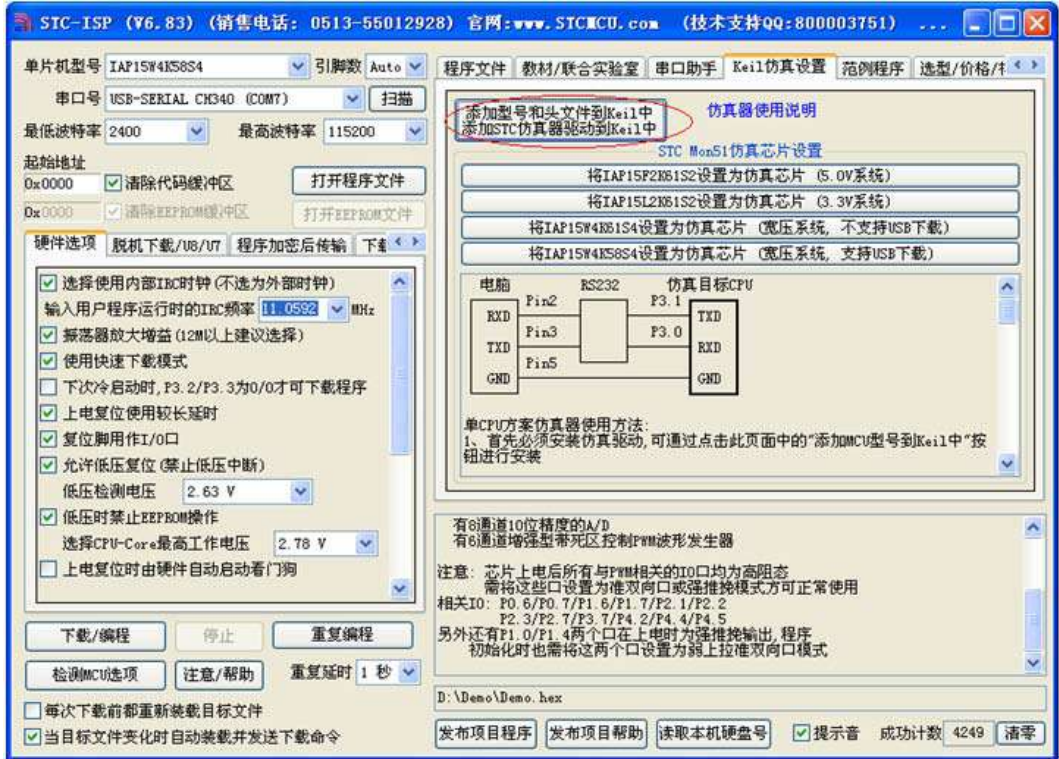 STC-ISP (V6.83) (销售电话: 0513-55012928) 官网:www.STCMCU.com (技术支持QQ:800003751) ...
单片机型号 IAP15W4K58S4 引脚数 Auto
串口号 USB-SERIAL CH340 (COM7) 扫描
最低波特率 2400 最高波特率 115200
起始地址
0x0000 清除代码缓冲区 打开程序文件
0x0000 清除EEPROM缓冲区 打开EEPROM文件
硬件选项 脱机下载/U8/U7 程序加密后传输
选择使用内部IRC时钟(不选为外部时钟)
输入用户程序运行时的IRC频率 11.0592 MHz
振荡器放大增益(12M以上建议选择)
使用快速下载模式
下次冷启动时,P3.2/P3.3为0/0才可下载程序
上电复位使用较长延时
复位脚用作I/O口
允许低压复位(禁止低压中断)
低压检测电压 2.63 V
低压时禁止EEPROM操作
选择CPU-Core最高工作电压 2.78 V
上电复位时由硬件自动启动看门狗
下载/编程 停止 重复编程
检测MCU选项 注意/帮助 重复延时 1 秒
每次下载前都重新装载目标文件
当目标文件变化时自动装载并发送下载命令
程序文件 教材/联合实验室 串口助手 Keil仿真设置 范例程序 选型/价格/
添加型号和头文件到Keil中
添加STC仿真器驱动到Keil中
仿真器使用说明
STC Mon51仿真芯片设置
将IAP15F2K61S2设置为仿真芯片 (5.0V系统)
将IAP15L2K61S2设置为仿真芯片 (3.3V系统)
将IAP15W4K61S4设置为仿真芯片 (宽压系统, 不支持USB下载)
将IAP15W4K58S4设置为仿真芯片 (宽压系统, 支持USB下载)
电脑 RS232 仿真目标CPU
Pin2 P3.1
RXD TXD
Pin3 P3.0
TXD RXD
Pin5
GND GND
单CPU方案仿真器使用方法:
1、首先必须安装仿真驱动,可通过点击此页面中的"添加MCU型号到Keil中"按
钮进行安装
有8通道10位精度的A/D
有6通道增强型带死区控制PWM波形发生器
注意: 芯片上电后所有与PWM相关的IO口均为高阻态
需将这些口设置为准双向口或强推挽模式方可正常使用
相关IO: P0.6/P0.7/P1.6/P1.7/P2.1/P2.2
P2.3/P2.7/P3.7/P4.2/P4.4/P4.5
另外还有P1.0/P1.4两个口在上电时为强推挽输出,程序
初始化时也需将这两个口设置为弱上拉准双向口模式
D:\Demo\Demo.hex
发布项目程序 发布项目帮助 读取本机硬盘号 提示音 成功计数 4249 清零